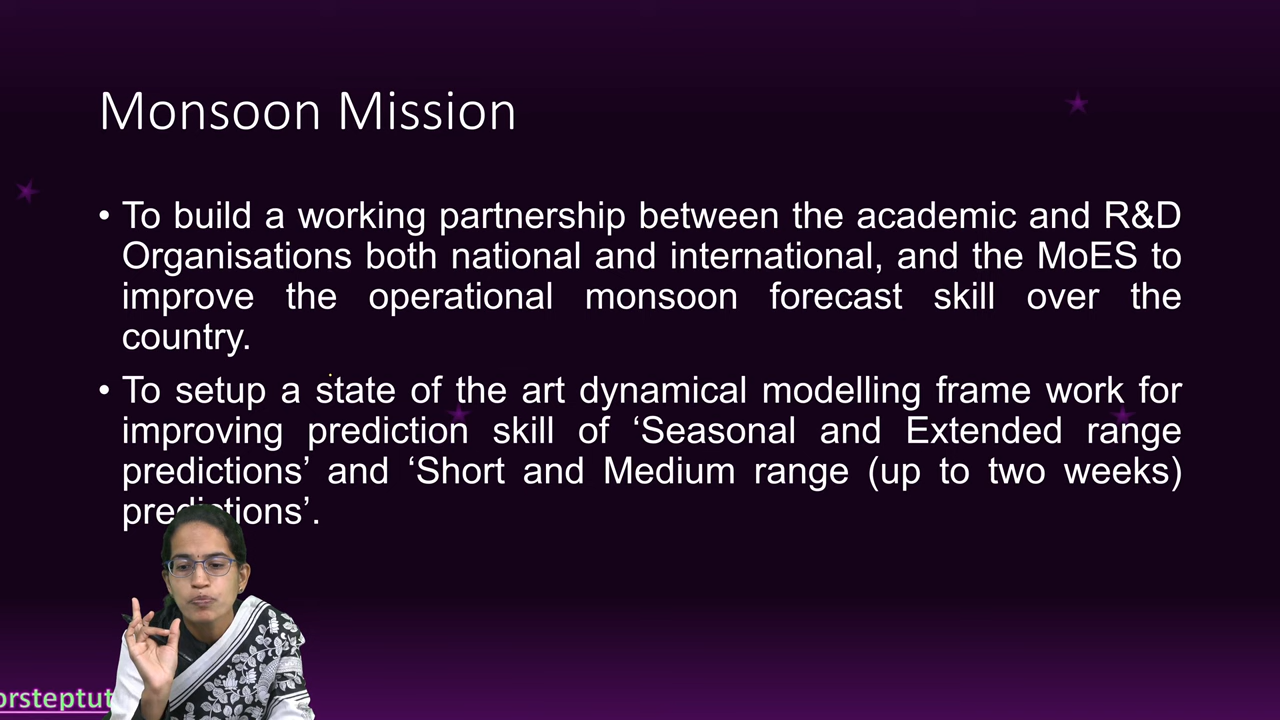 Monsoon Mission
• To build a working partnership between the academic and R&D
Organisations both national and international, and the MoES to
improve the operational monsoon forecast skill over the
country.
• To setup a state of the art dynamical modelling frame work for
improving prediction skill of ‘Seasonal and Extended range
predictions’ and ‘Short and Medium range (up to two weeks)
predictions’.
orsteptut